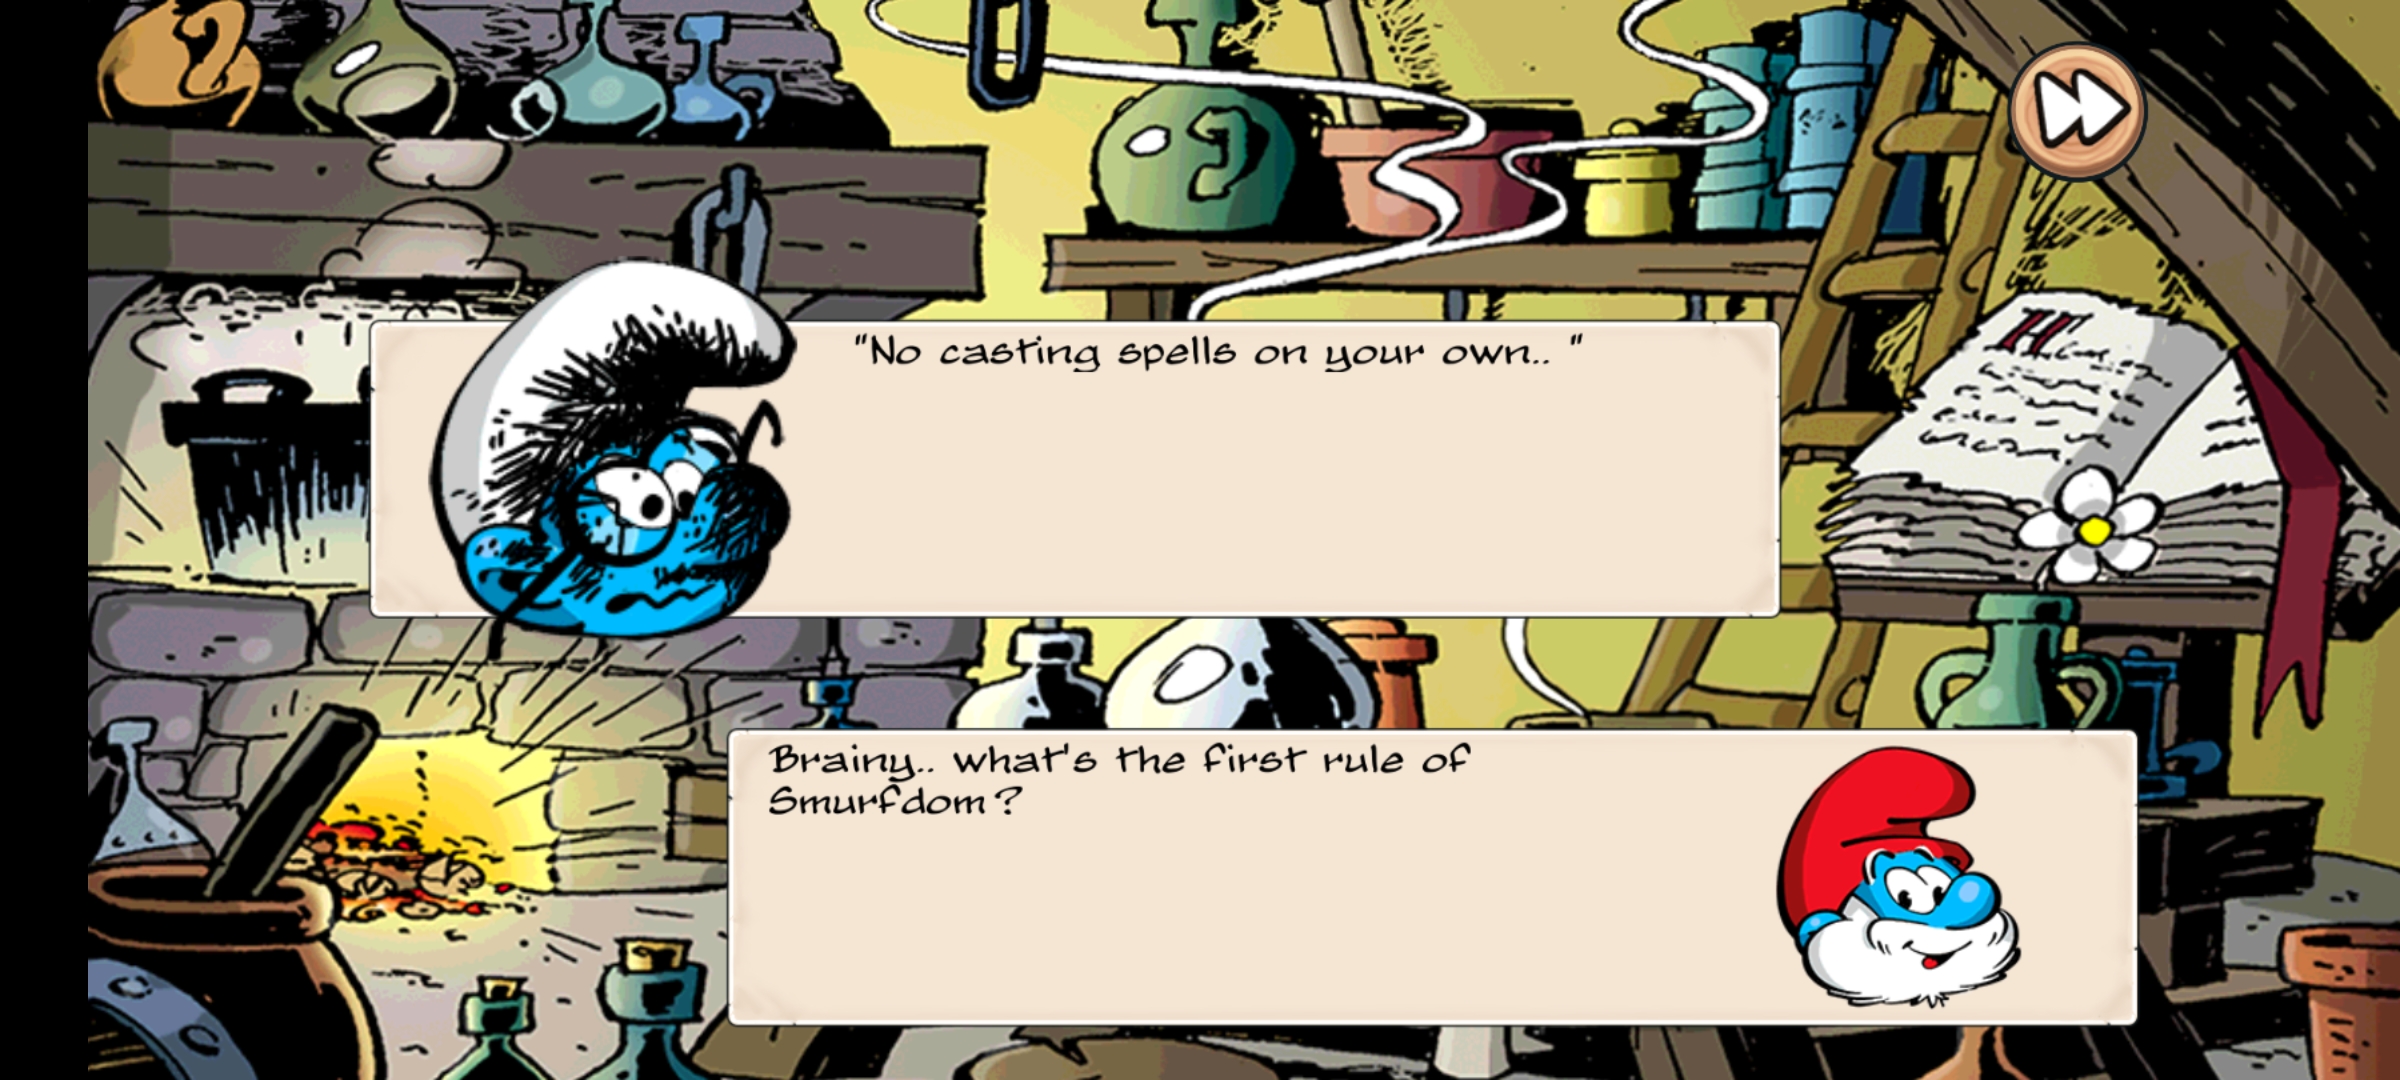 "No casting spells on your own.. "
Brainy.. what's the first rule of
Smurfdom?